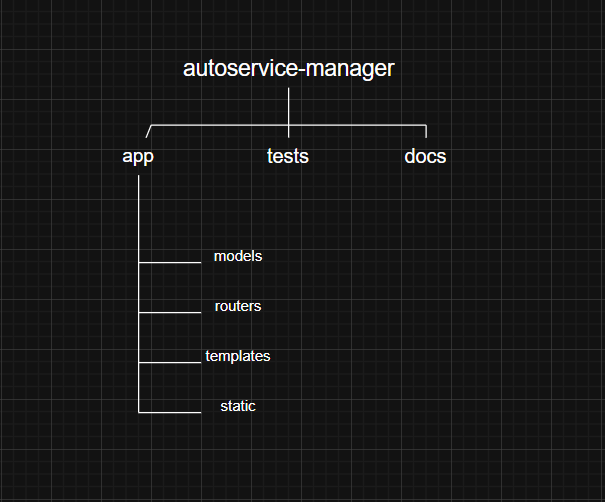 autoservice-manager
app
tests
docs
models
routers
templates
static